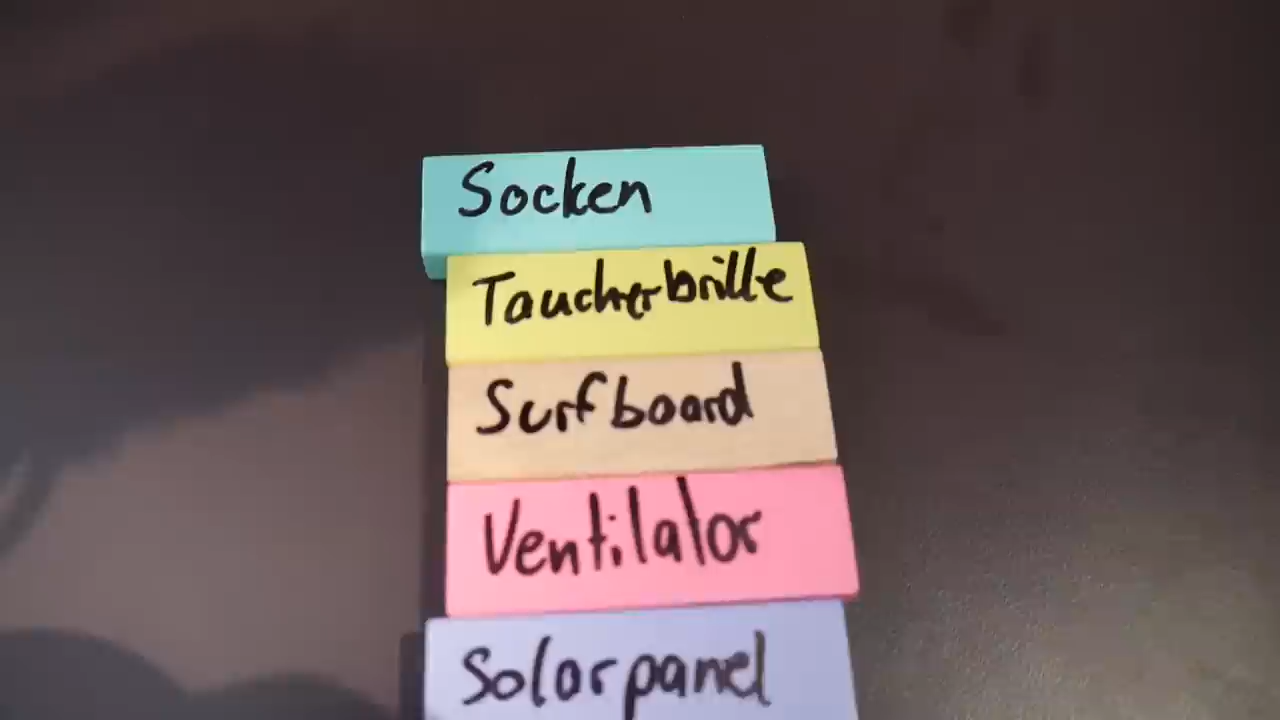 Socken
Taucherbrille
Surfboard
Ventilator
Solarpanel